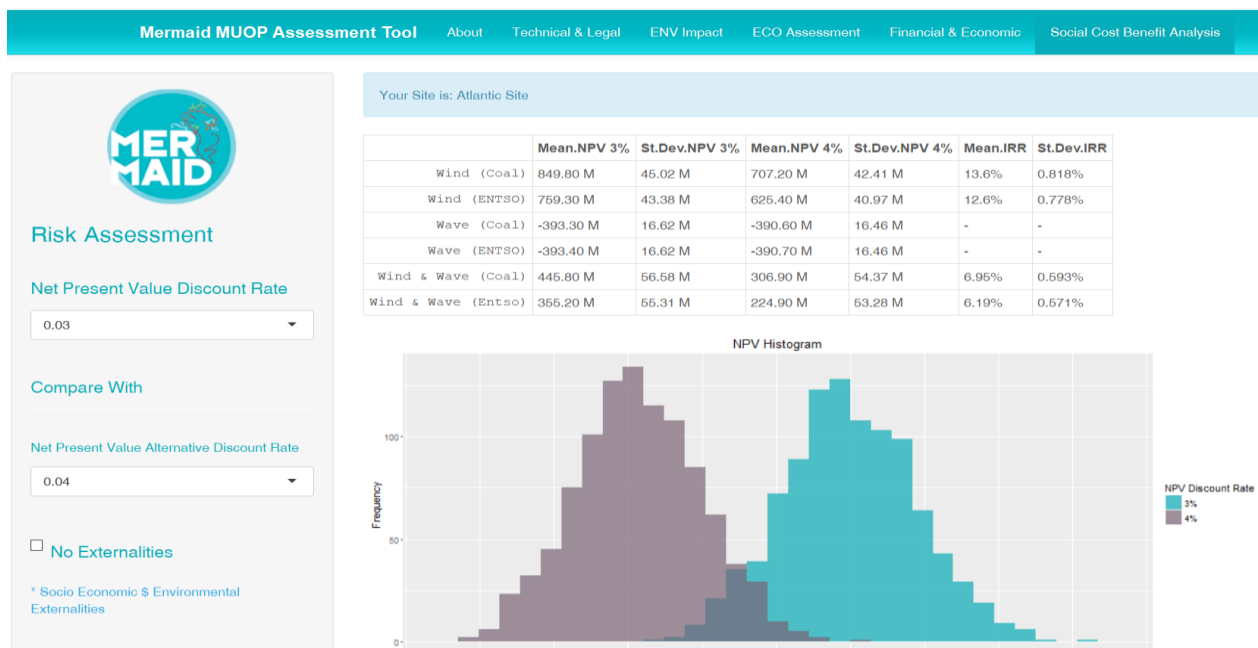 Mermaid MUOP Assessment Tool About Technical & Legal ENV Impact ECO Assessment Financial & Economic Social Cost Benefit Analysis
MER
MAID
Risk Assessment
Net Present Value Discount Rate
0.03
Compare With
Net Present Value Alternative Discount Rate
0.04
No Externalities
* Socio Economic $ Environmental
Externalities
Your Site is: Atlantic Site
Mean.NPV 3% St.Dev.NPV 3% Mean.NPV 4% St.Dev.NPV 4% Mean.IRR St.Dev.IRR
Wind (Coal) 849.80 M 45.02 M 707.20 M 42.41 M 13.6% 0.818%
Wind (ENTSO) 759.30 M 43.38 M 625.40 M 40.97 M 12.6% 0.778%
Wave (Coal) -393.30 M 16.62 M -390.60 M 16.46 M - -
Wave (ENTSO) -393.40 M 16.62 M -390.70 M 16.46 M - -
Wind & Wave (Coal) 445.80 M 56.58 M 306.90 M 54.37 M 6.95% 0.593%
Wind & Wave (Entso) 355.20 M 55.31 M 224.90 M 53.28 M 6.19% 0.571%
NPV Histogram
Frequency
100
50
0
NPV Discount Rate
3%
4%